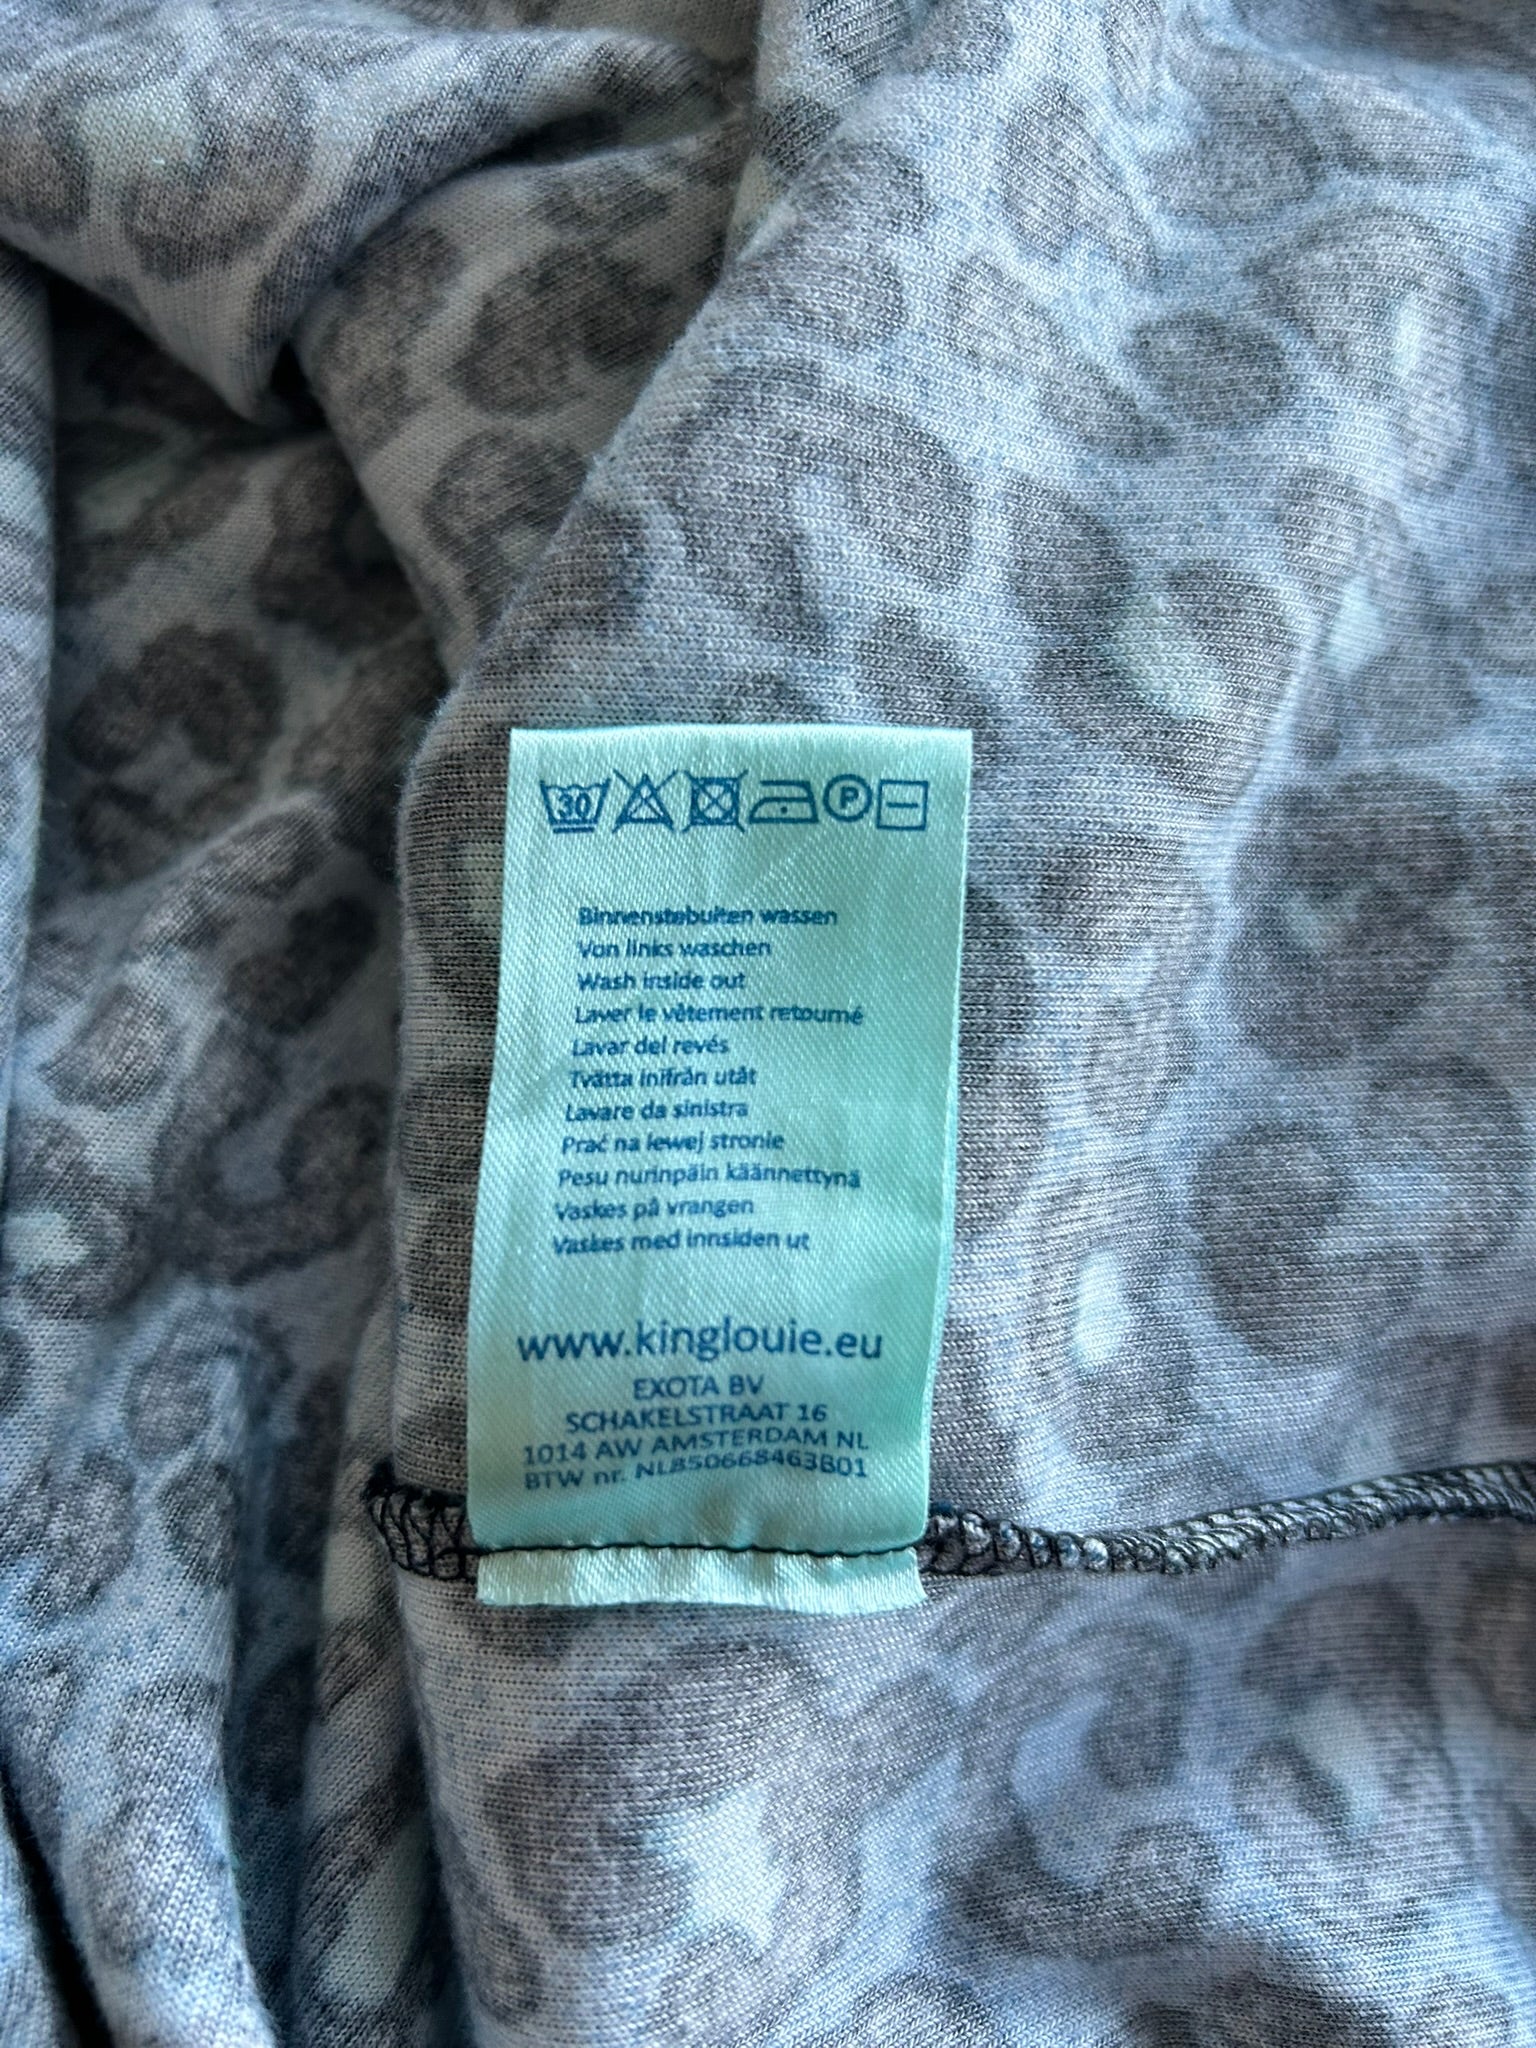 30 P
Binnenstebuiten wassen
Von links waschen
Wash inside out
Laver le vêtement retourné
Lavar del revés
Tvätta inifrån utåt
Lavare da sinistra
Prać na lewej stronie
Pesu nurinpäin käännettynä
Vaskes på vrangen
Vaskes med innsiden ut
www.kinglouie.eu
EXOTA BV
SCHAKELSTRAAT 16
1014 AW AMSTERDAM NL
BTW nr. NL850668463B01